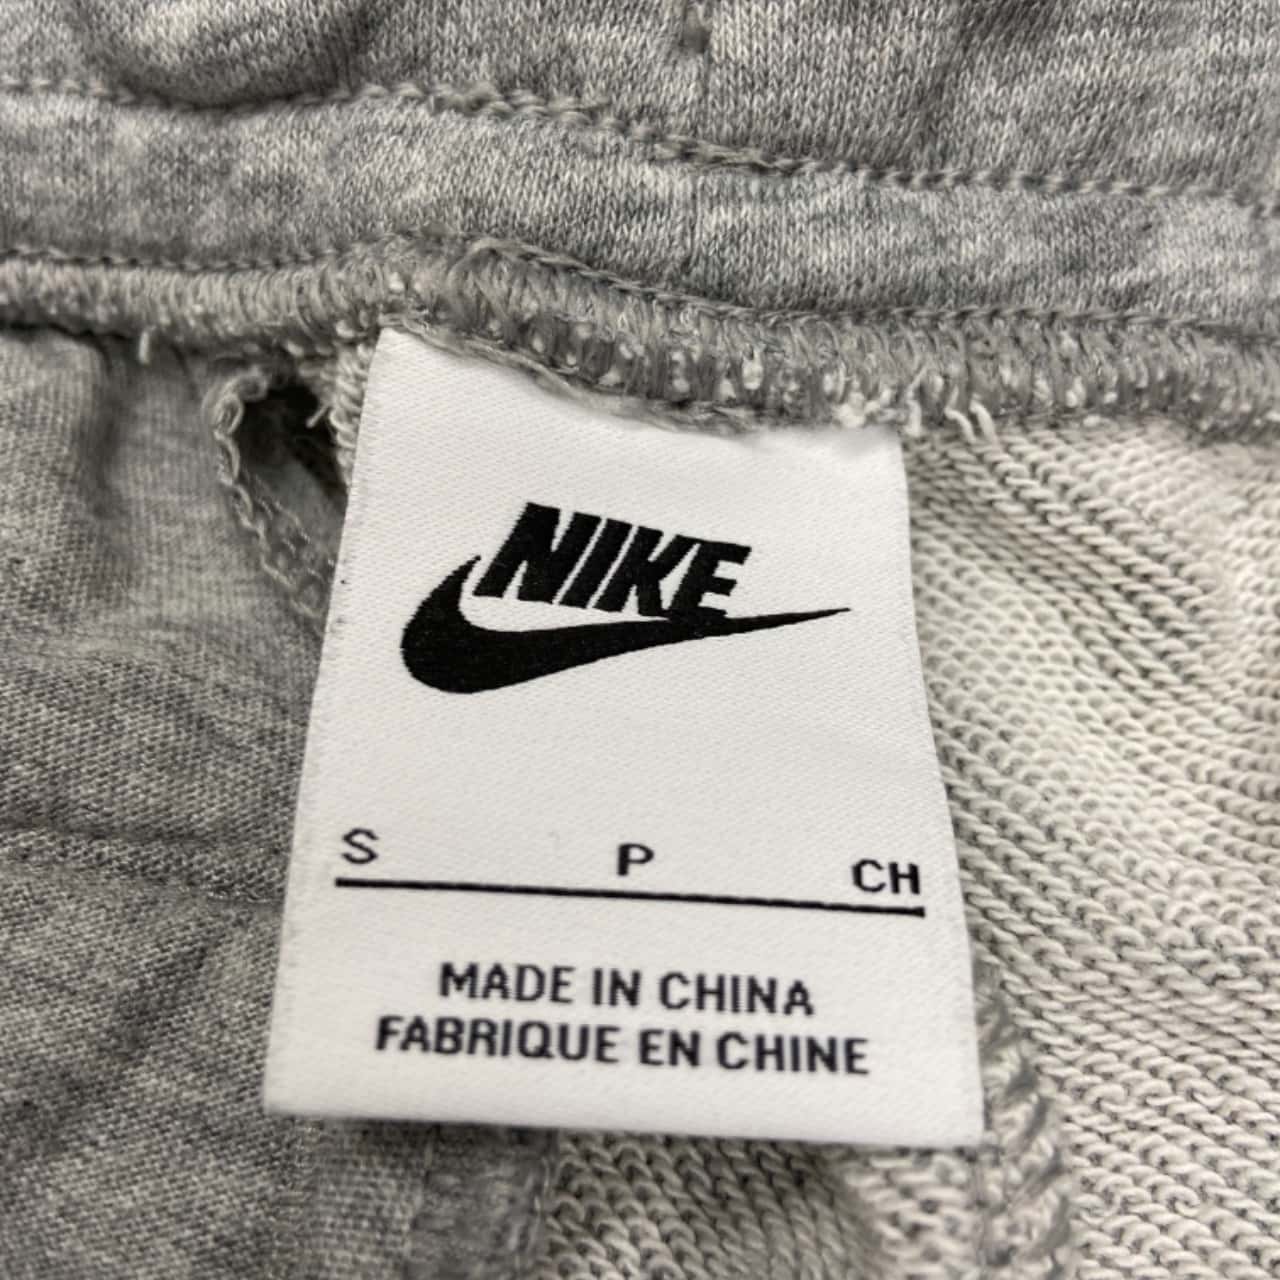 NIKE
S P CH
MADE IN CHINA
FABRIQUE EN CHINE